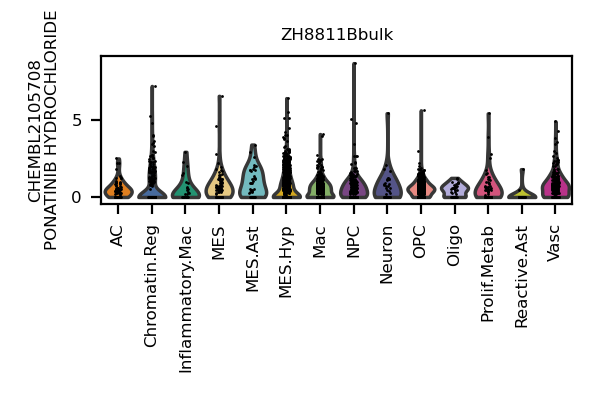 ZH8811Bbulk
CHEMBL2105708
PONATINIB HYDROCHLORIDE
5
0
AC
Chromatin.Reg
Inflammatory.Mac
MES
MES.Ast
MES.Hyp
Mac
NPC
Neuron
OPC
Oligo
Prolif.Metab
Reactive.Ast
Vasc